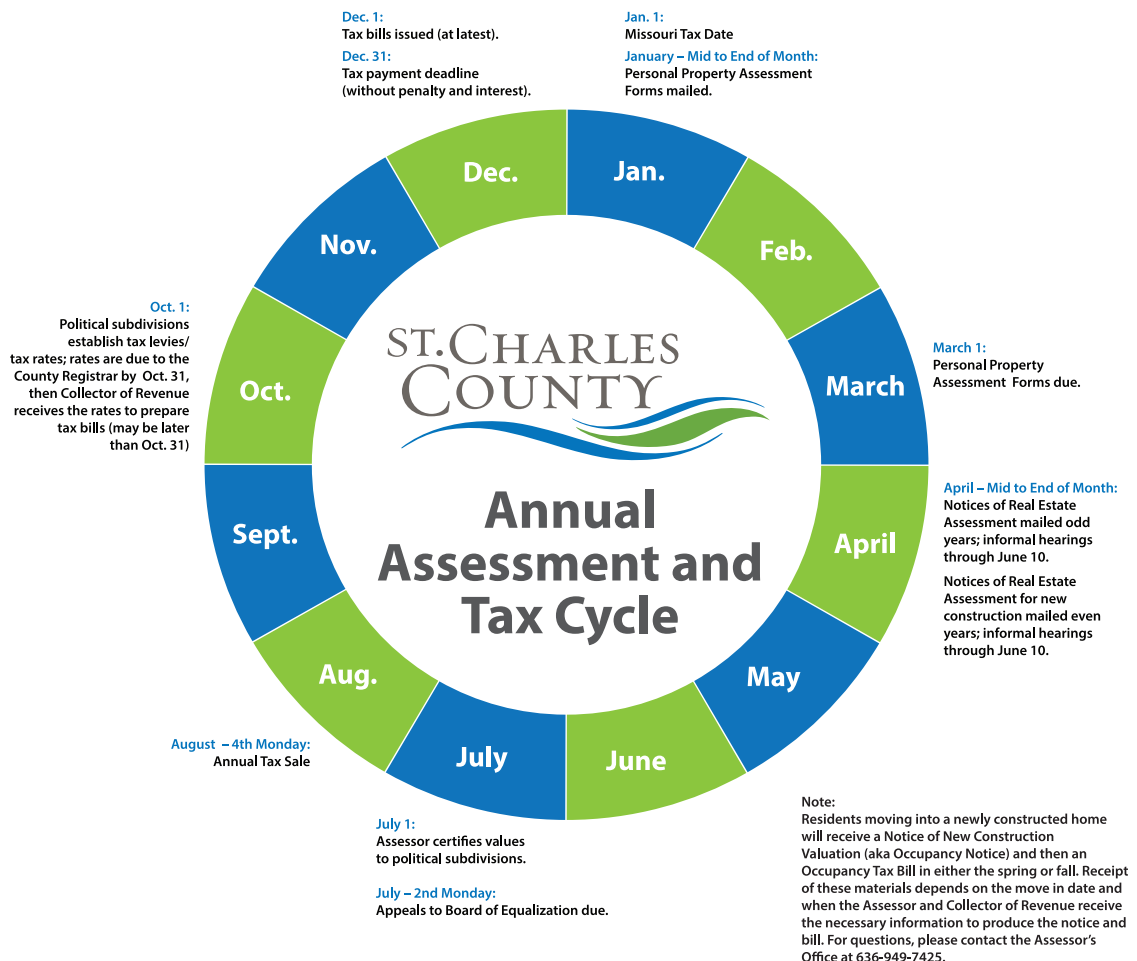 Dec. 1:
Tax bills issued (at latest).
Dec. 31:
Tax payment deadline
(without penalty and interest).
Jan. 1:
Missouri Tax Date
January – Mid to End of Month:
Personal Property Assessment
Forms mailed.
Dec.
Jan.
Nov.
Feb.
Oct. 1:
Political subdivisions
establish tax levies/
tax rates; rates are due to the
County Registrar by Oct. 31,
then Collector of Revenue
receives the rates to prepare
tax bills (may be later
than Oct. 31)
Oct.
ST. CHARLES
COUNTY
March
March 1:
Personal Property
Assessment Forms due.
Annual
Assessment and
Tax Cycle
Sept.
April
April – Mid to End of Month:
Notices of Real Estate
Assessment mailed odd
years; informal hearings
through June 10.
Notices of Real Estate
Assessment for new
construction mailed even
years; informal hearings
through June 10.
Aug.
May
July
June
August – 4th Monday:
Annual Tax Sale
July 1:
Assessor certifies values
to political subdivisions.
July – 2nd Monday:
Appeals to Board of Equalization due.
Note:
Residents moving into a newly constructed home
will receive a Notice of New Construction
Valuation (aka Occupancy Notice) and then an
Occupancy Tax Bill in either the spring or fall. Receipt
of these materials depends on the move in date and
when the Assessor and Collector of Revenue receive
the necessary information to produce the notice and
bill. For questions, please contact the Assessor's
Office at 636-949-7425.